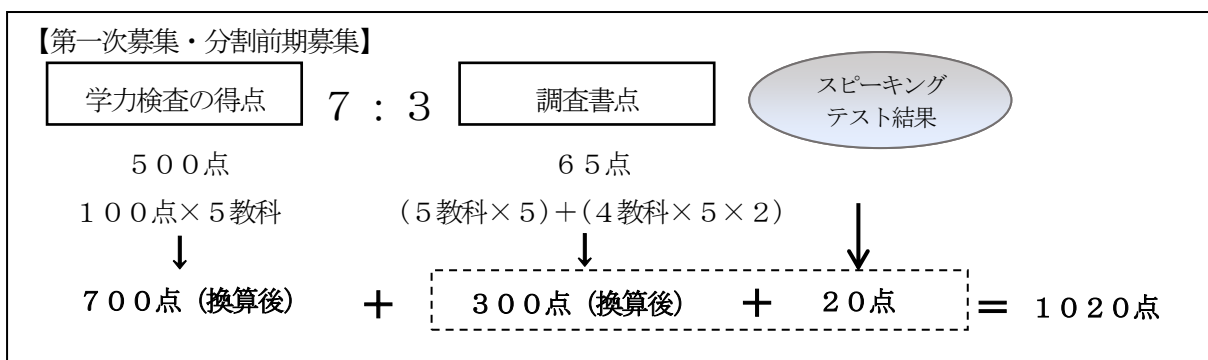 【第一次募集・分割前期募集】
学力検査の得点 ７：３ 調査書点 スピーキング
テスト結果
５００点 ６５点
１００点×５教科 (５教科×５)＋(４教科×５×２)
↓ ↓ ↓
７００点 (換算後) ＋ ３００点 (換算後) ＋ ２０点 ＝ １０２０点